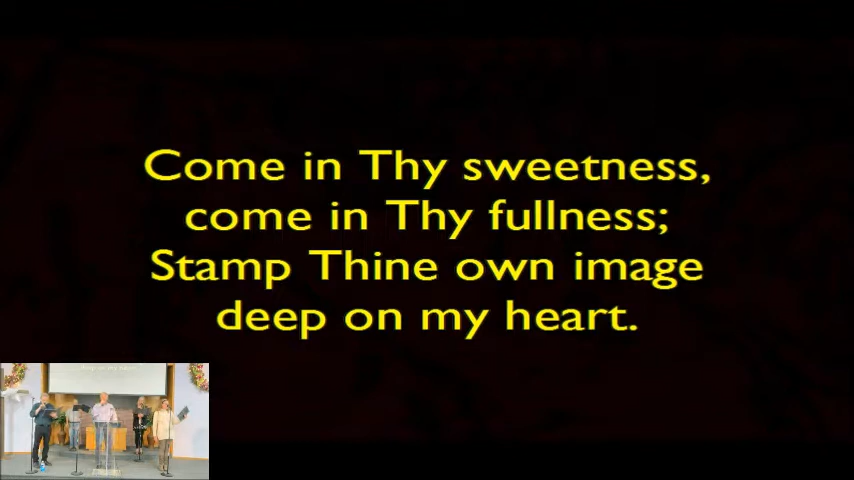 Come in Thy sweetness,
come in Thy fullness;
Stamp Thine own image
deep on my heart.